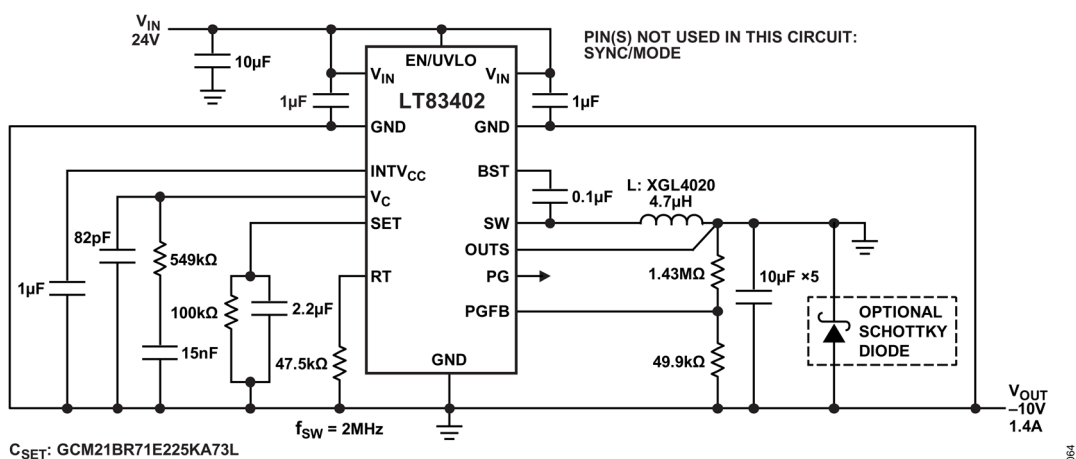 VIN
24V
PIN(S) NOT USED IN THIS CIRCUIT:
SYNC/MODE
10µF
EN/UVLO
VIN
VIN
LT83402
1µF
1µF
GND
GND
INTVCC
BST
VC
0.1µF
L: XGL4020
4.7µH
SET
SW
82pF
549kΩ
OUTS
1µF
RT
PG
1.43MΩ
10µF ×5
100kΩ
2.2µF
PGFB
OPTIONAL
SCHOTTKY
DIODE
15nF
47.5kΩ
GND
49.9kΩ
VOUT
–10V
1.4A
fSW = 2MHz
CSET: GCM21BR71E225KA73L
064